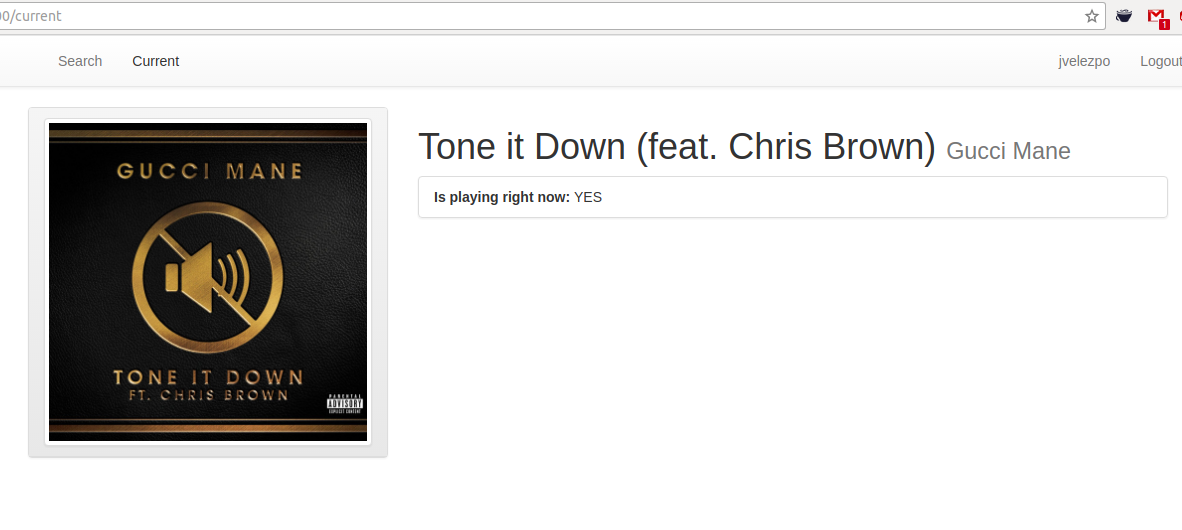 00/current
1
Search Current jvelezpo Logout
GUCCI MANE
TONE IT DOWN
FT. CHRIS BROWN
PARENTAL
ADVISORY
EXPLICIT CONTENT
Tone it Down (feat. Chris Brown) Gucci Mane
Is playing right now: YES